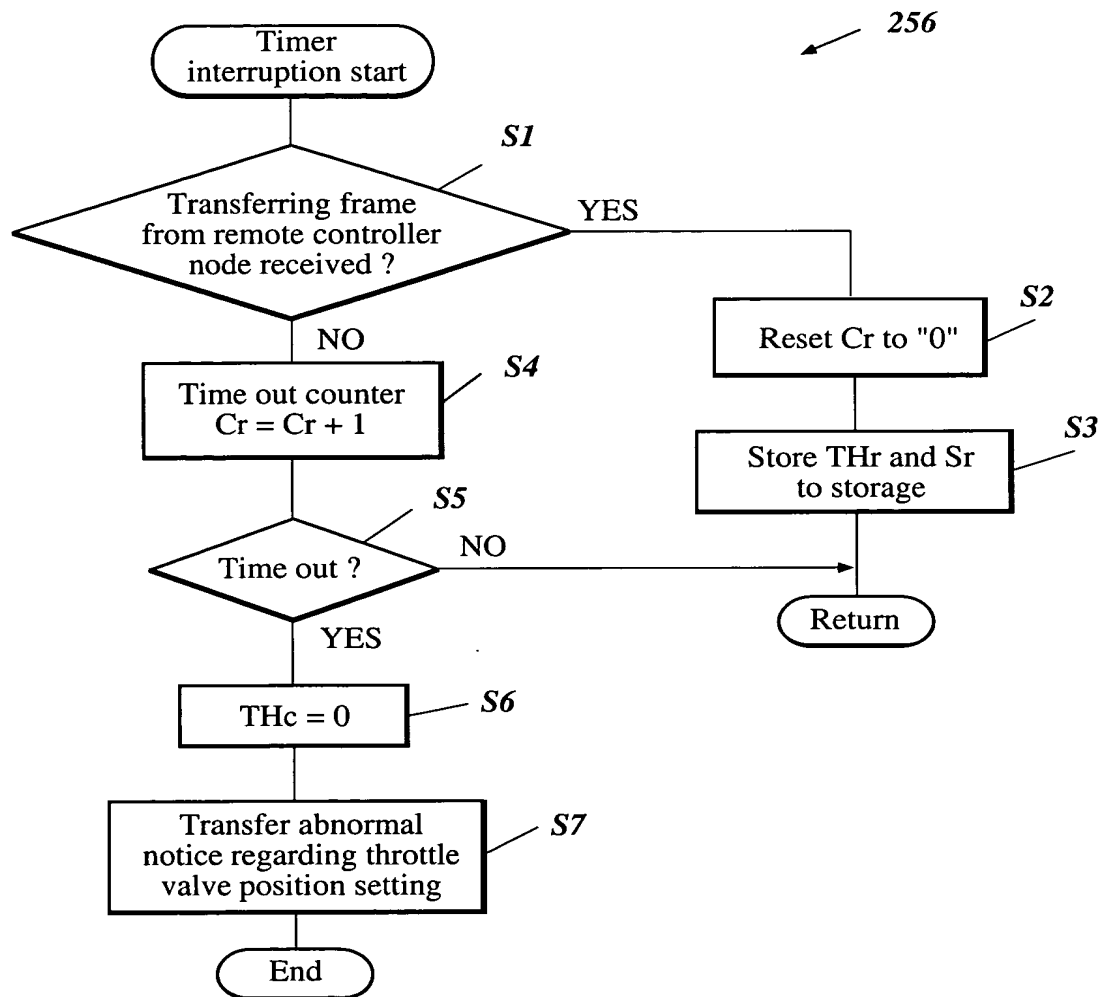 256
Timer
interruption start
S1
Transferring frame
from remote controller
node received ?
YES
NO
S2
Reset Cr to "0"
S4
Time out counter
Cr = Cr + 1
S3
Store THr and Sr
to storage
S5
Time out ?
NO
YES
Return
S6
THc = 0
S7
Transfer abnormal
notice regarding throttle
valve position setting
End